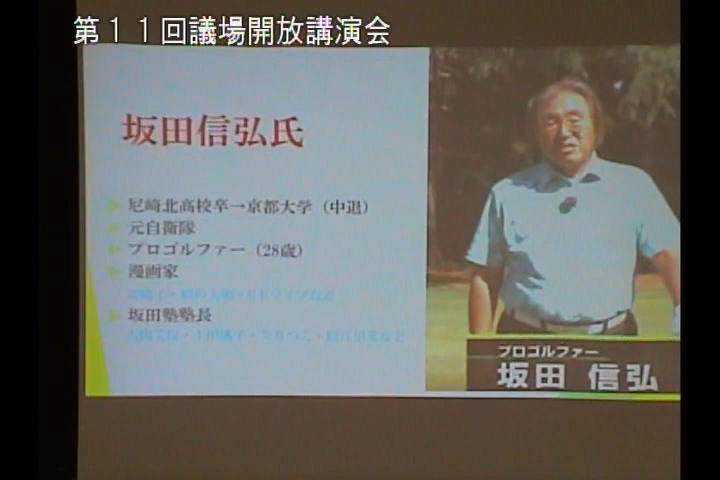 第１１回議場開放講演会
坂田信弘氏
尼崎北高校卒→京都大学（中退）
元自衛隊
プロゴルファー（28歳）
漫画家
坂田塾塾長
プロゴルファー
坂田 信弘